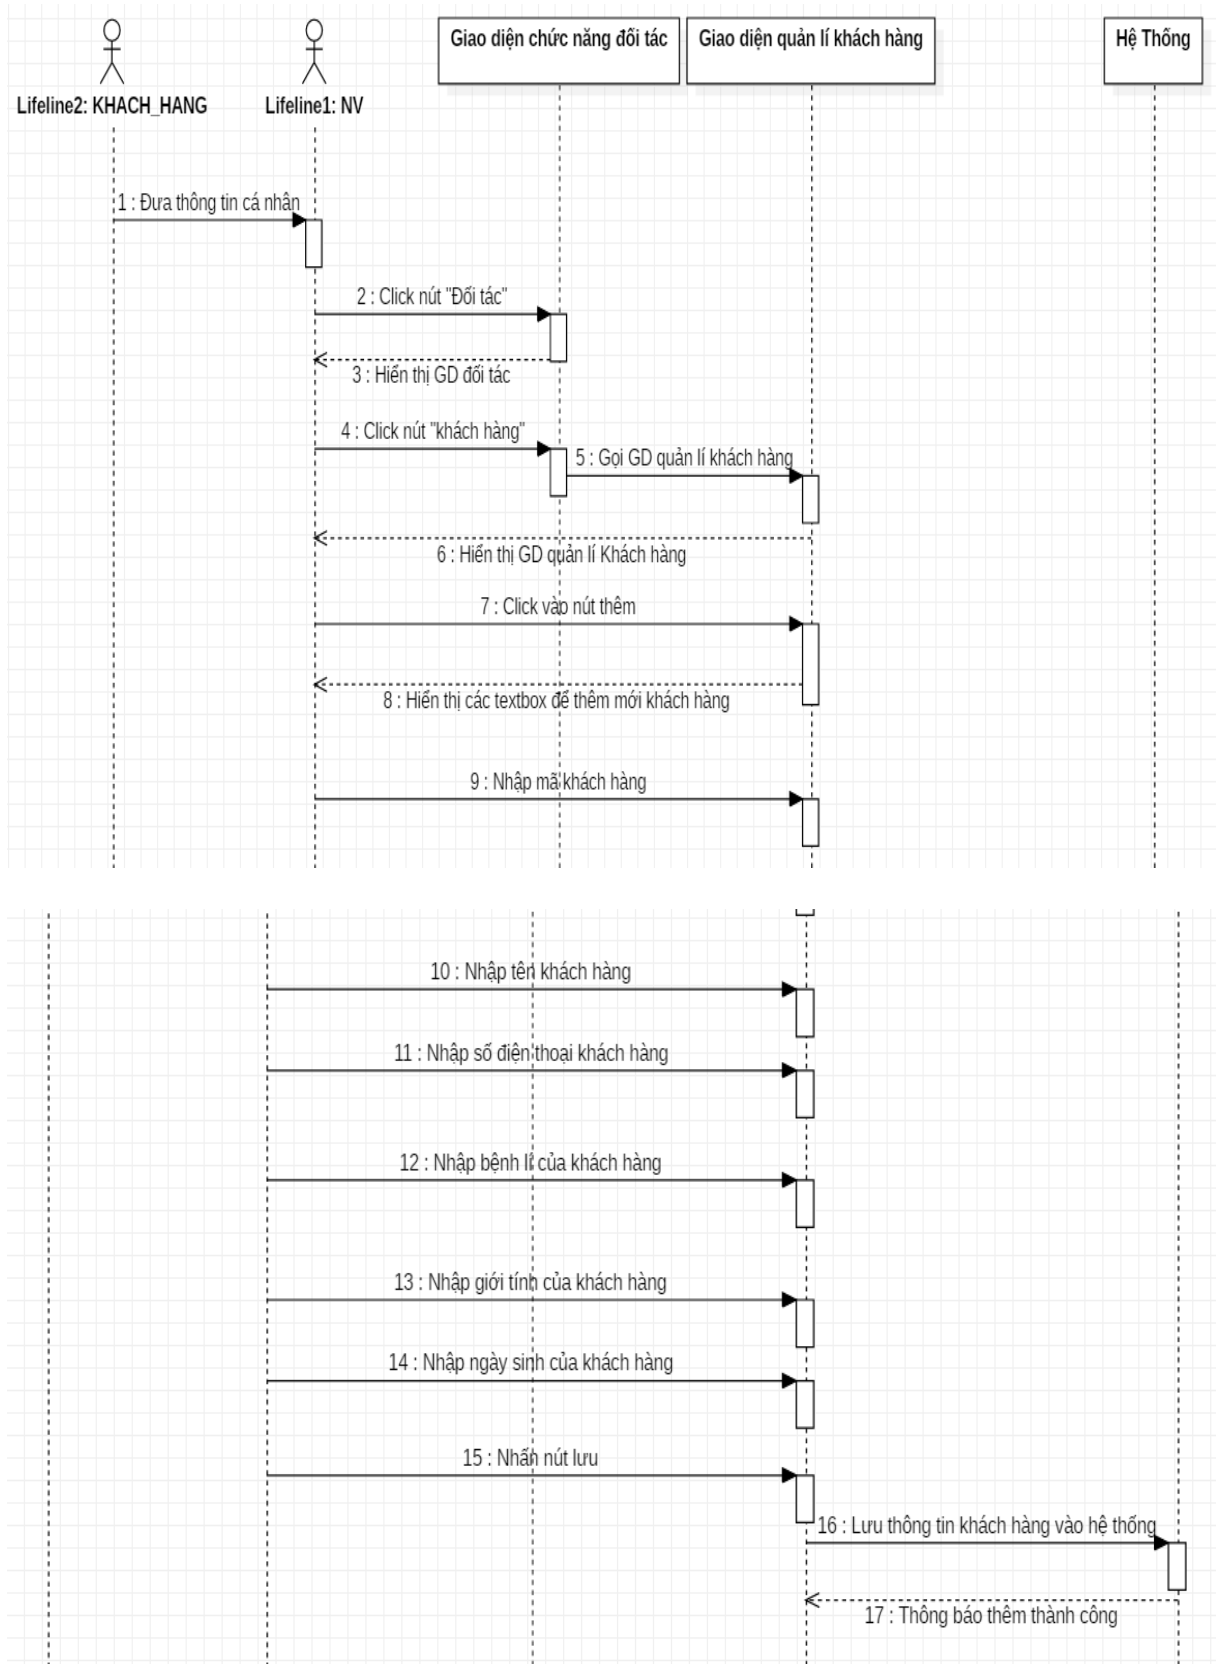 Giao diện chức năng đối tác
Giao diện quản lí khách hàng
Hệ Thống
Lifeline2: KHACH_HANG
Lifeline1: NV
1 : Đưa thông tin cá nhân
2 : Click nút "Đối tác"
3 : Hiển thị GD đối tác
4 : Click nút "khách hàng"
5 : Gọi GD quản lí khách hàng
6 : Hiển thị GD quản lí Khách hàng
7 : Click vào nút thêm
8 : Hiển thị các textbox để thêm mới khách hàng
9 : Nhập mã khách hàng
10 : Nhập tên khách hàng
11 : Nhập số điện thoại khách hàng
12 : Nhập bệnh lí của khách hàng
13 : Nhập giới tính của khách hàng
14 : Nhập ngày sinh của khách hàng
15 : Nhấn nút lưu
16 : Lưu thông tin khách hàng vào hệ thống
17 : Thông báo thêm thành công